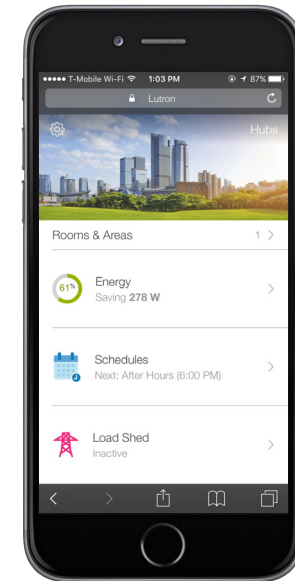 T-Mobile Wi-Fi 1:03 PM 87%
Lutron
Hubs
Rooms & Areas 1
61%
Energy
Saving 278 W
Schedules
Next: After Hours (6:00 PM)
Load Shed
Inactive